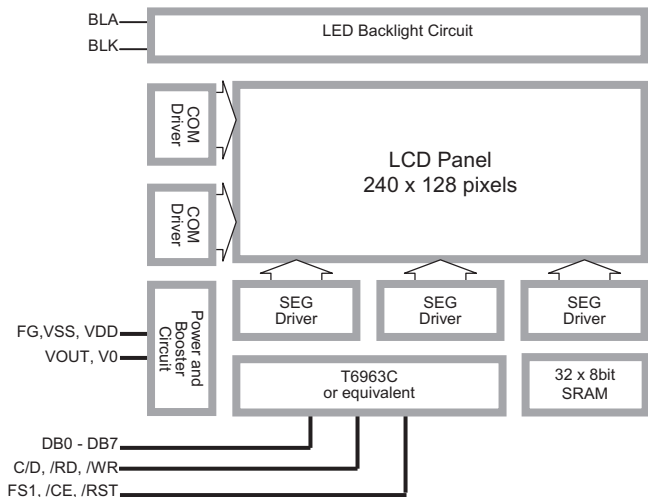 BLA
BLK
LED Backlight Circuit
COM
Driver
LCD Panel
240 x 128 pixels
COM
Driver
SEG
Driver
SEG
Driver
SEG
Driver
FG,VSS, VDD
VOUT, V0
Power and
Booster
Circuit
T6963C
or equivalent
32 x 8bit
SRAM
DB0 - DB7
C/D, /RD, /WR
FS1, /CE, /RST